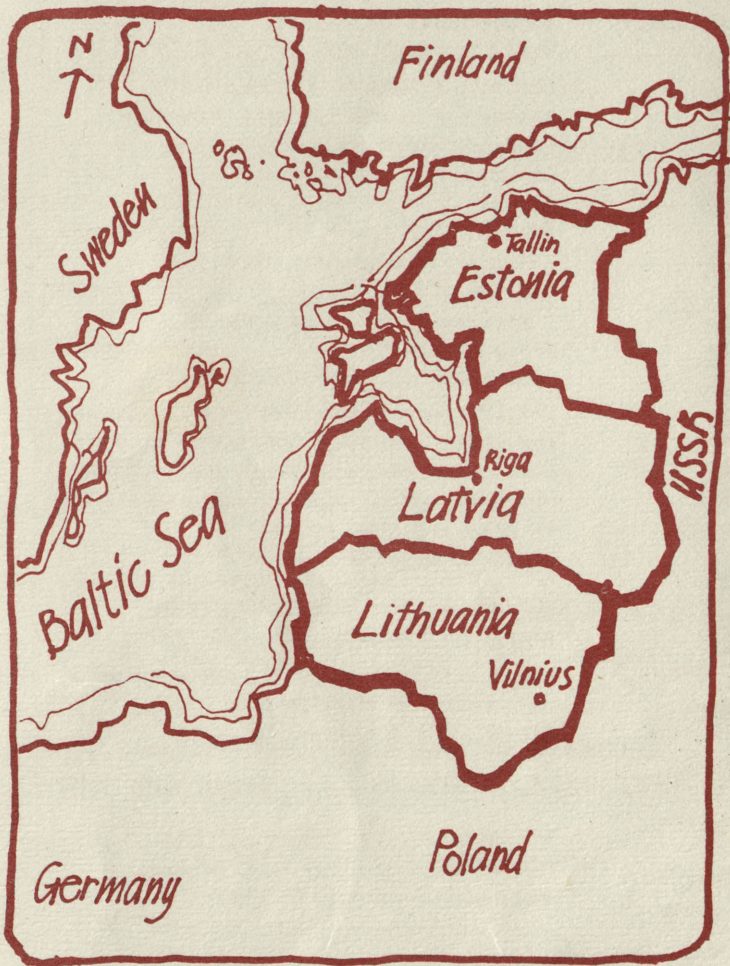 N
Finland
Sweden
Tallin
Estonia
USSR
Riga
Latvia
Baltic Sea
Lithuania
Vilnius
Poland
Germany